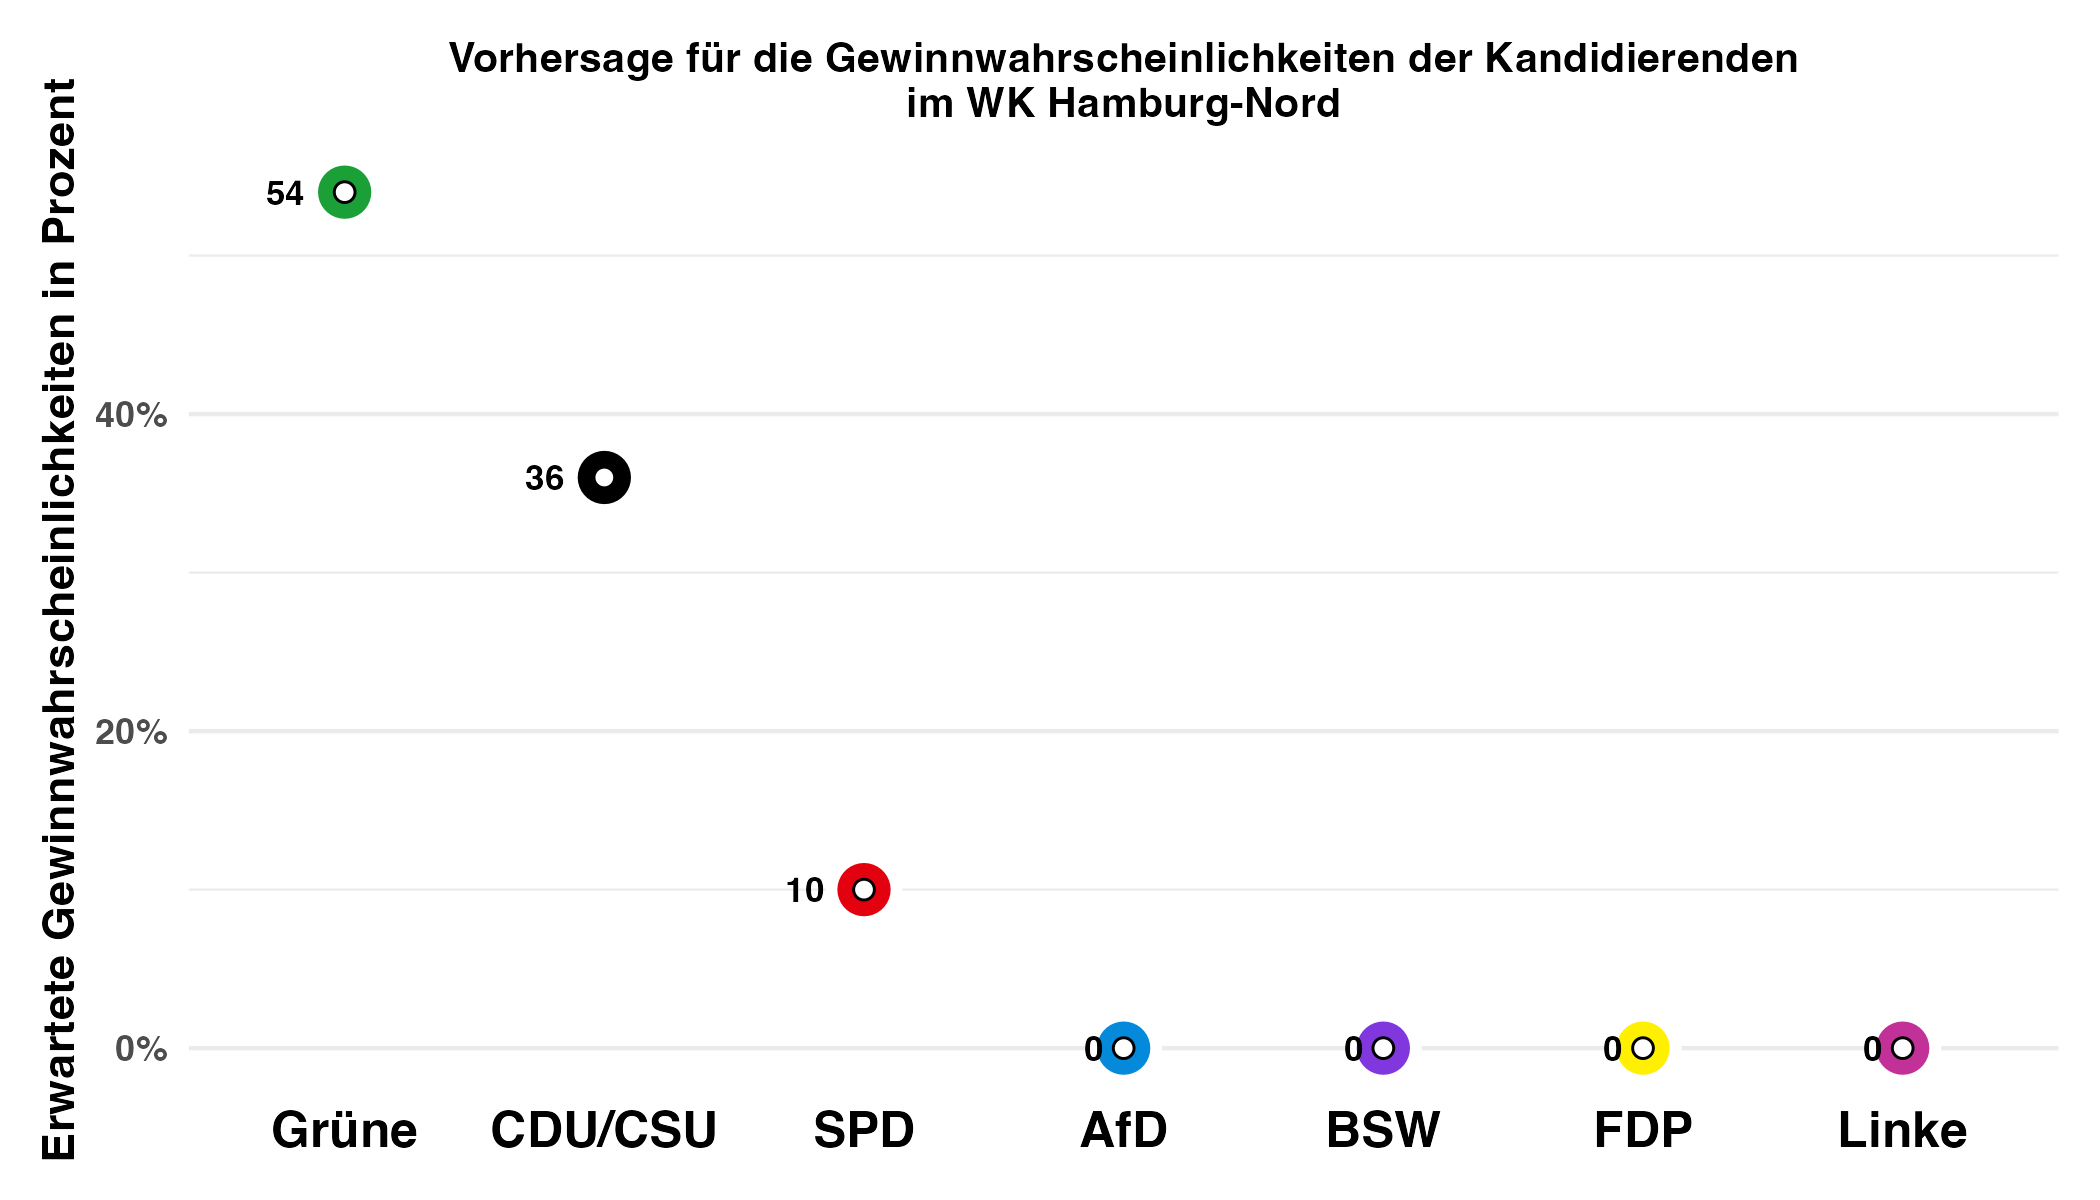 Vorhersage für die Gewinnwahrscheinlichkeiten der Kandidierenden
im WK Hamburg-Nord
Erwartete Gewinnwahrscheinlichkeiten in Prozent
54
40%
36
20%
10
0%
0
0
0
0
Grüne CDU/CSU SPD AfD BSW FDP Linke